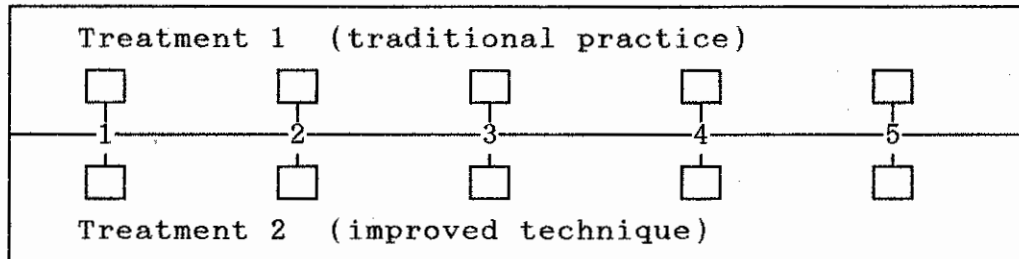 Treatment 1 (traditional practice)
1 2 3 4 5
Treatment 2 (improved technique)